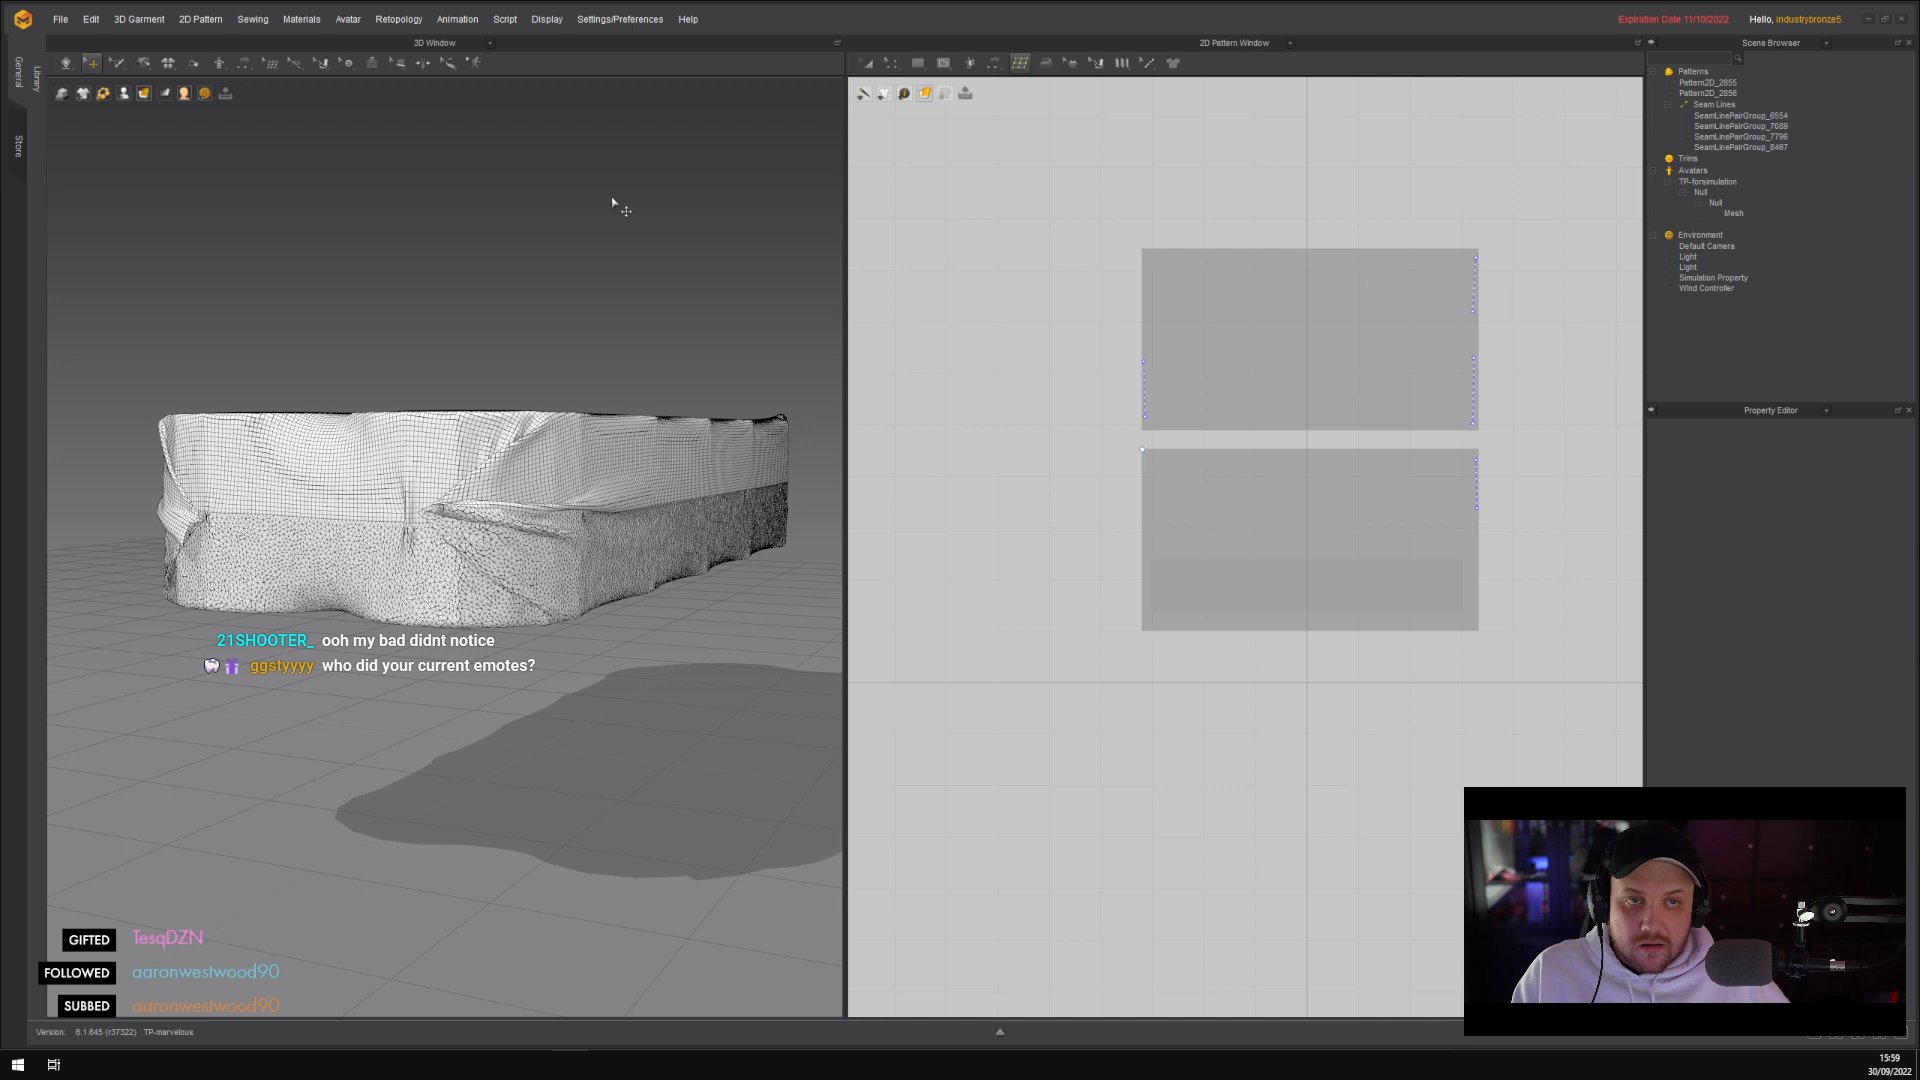 File Edit 3D Garment 2D Pattern Sewing Materials Avatar Retopology Animation Script Display Settings/Preferences Help
Expiration Date 11/10/2022 Hello, industrybronze5
3D Window
2D Pattern Window
Scene Browser
General
Library
Store
Patterns
Pattern2D_2855
Pattern2D_2856
Seam Lines
SeamLinePairGroup_6554
SeamLinePairGroup_7089
SeamLinePairGroup_7796
SeamLinePairGroup_8467
Trims
Avatars
TP-forsimulation
Null
Null
Mesh
Environment
Default Camera
Light
Light
Simulation Property
Wind Controller
Property Editor
21SHOOTER_ ooh my bad didnt notice
ggstyyyy who did your current emotes?
GIFTED TesqDZN
FOLLOWED aaronwestwood90
SUBBED aaronwestwood90
Version: 6.1.645 (r37322) TP-marvelous
15:59
30/09/2022